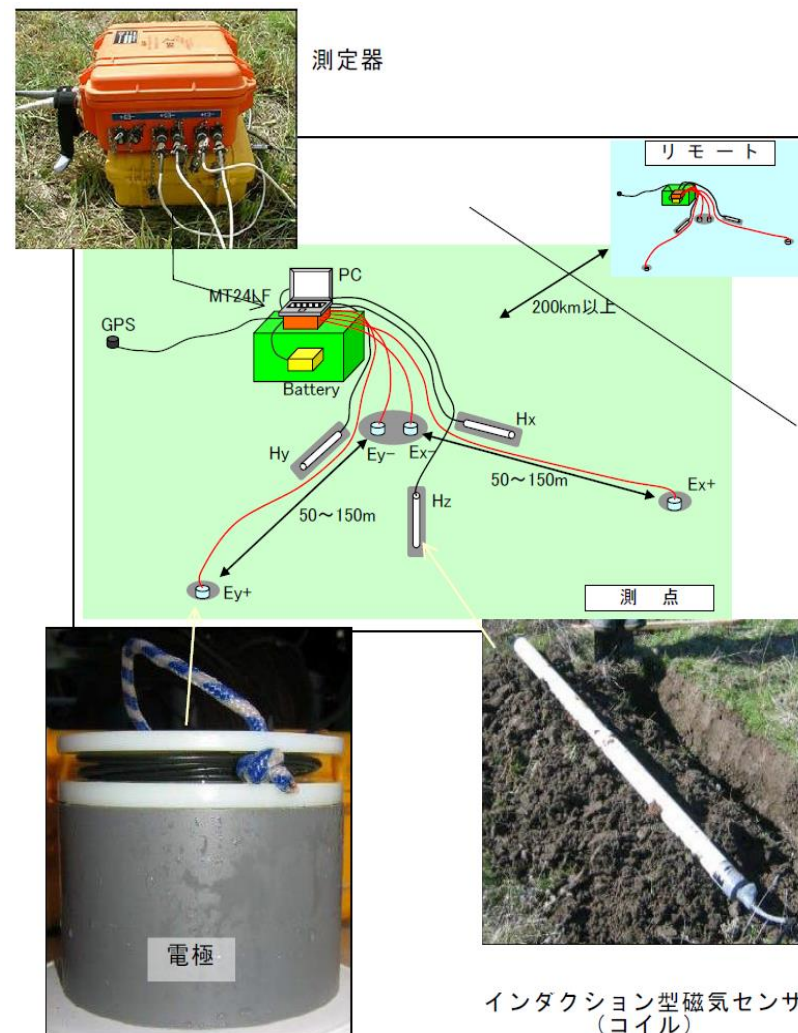 測定器
リモート
PC
MT24LF
GPS
200km以上
Battery
Hx
Hy
Ey−
Ex−
50～150m
Ex+
Hz
50～150m
Ey+
測 点
電極
インダクション型磁気センサ
（コイル）